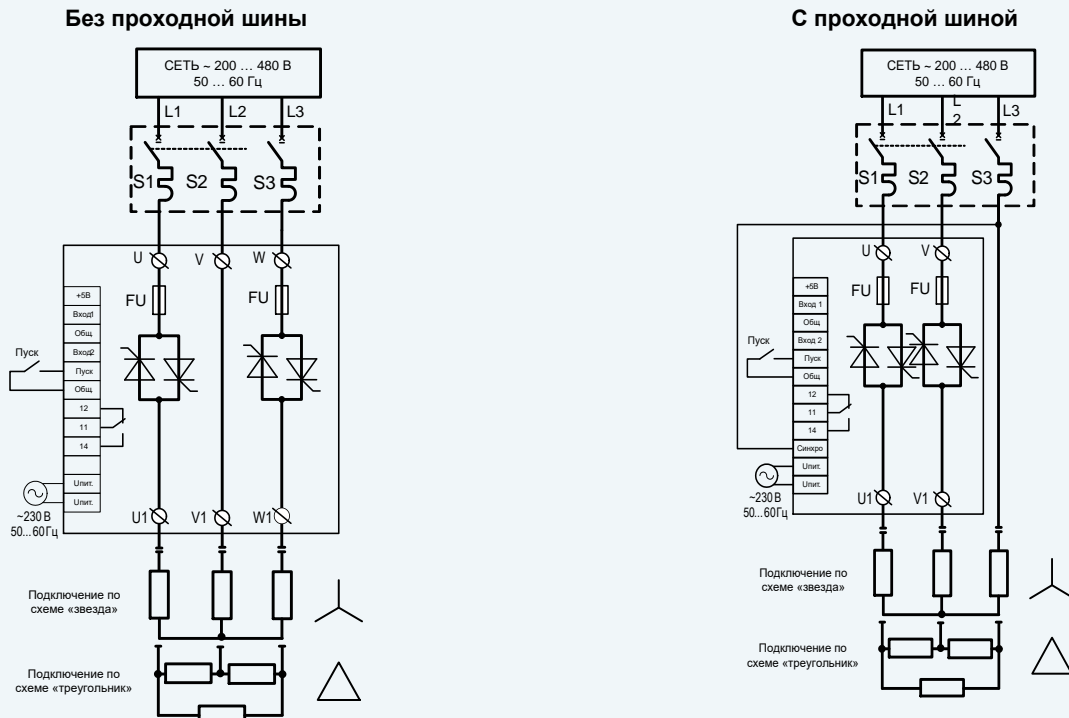 Без проходной шины
СЕТЬ ~ 200 … 480 В
50 … 60 Гц
L1
L2
L3
S1
S2
S3
U
V
W
FU
FU
+5В
Вход1
Общ
Вход2
Пуск
Общ
12
11
14
Uпит.
Uпит.
Пуск
~230 В
50... 60 Гц
U1
V1
W1
Подключение по
схеме «звезда»
Подключение по
схеме «треугольник»
С проходной шиной
СЕТЬ ~ 200 … 480 В
50 … 60 Гц
L1
L
2
L3
S1
S2
S3
U
V
FU
FU
+5В
Вход 1
Общ
Вход 2
Пуск
Общ
12
11
14
Синхро
Uпит.
Uпит.
Пуск
~230 В
50... 60 Гц
U1
V1
Подключение по
схеме «звезда»
Подключение по
схеме «треугольник»